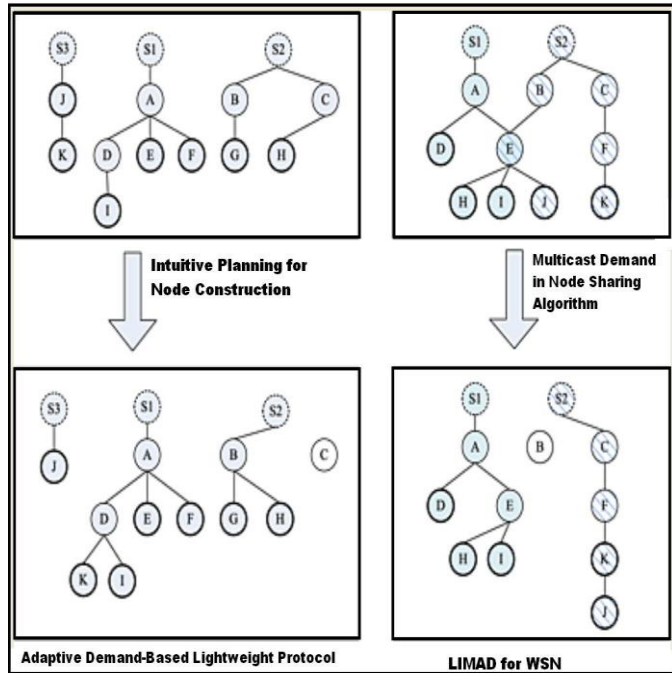 S3 S1 S2
J A B C
K D E F G H
I
S1 S2
A B C
D E F
H I J K
Intuitive Planning for
Node Construction
Multicast Demand
in Node Sharing
Algorithm
S3 S1 S2
J A B C
D E F G H
K I
S1 S2
A B C
D E F
H I K
J
Adaptive Demand-Based Lightweight Protocol
LIMAD for WSN